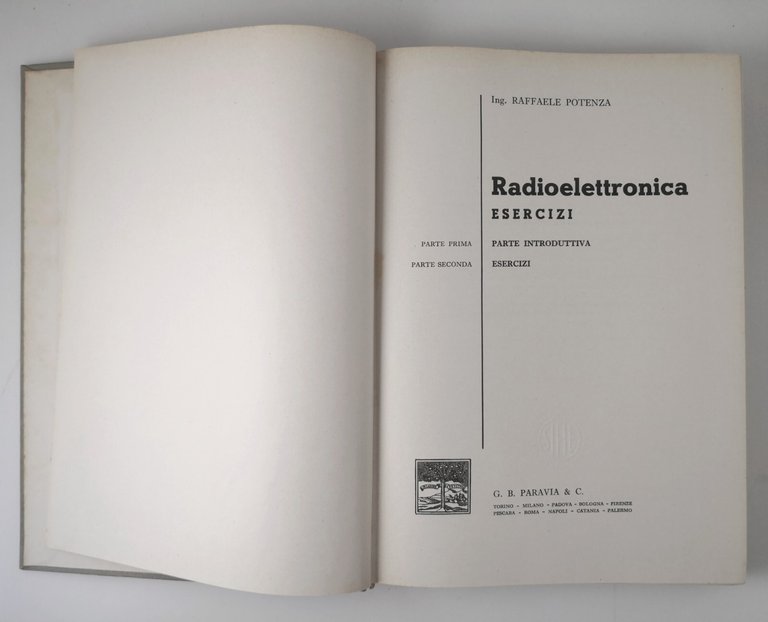 Ing. RAFFAELE POTENZA
Radioelettronica
ESERCIZI
PARTE PRIMA PARTE INTRODUTTIVA
PARTE SECONDA ESERCIZI
G. B. PARAVIA & C.
TORINO - MILANO - PADOVA - BOLOGNA - FIRENZE
PESCARA - ROMA - NAPOLI - CATANIA - PALERMO